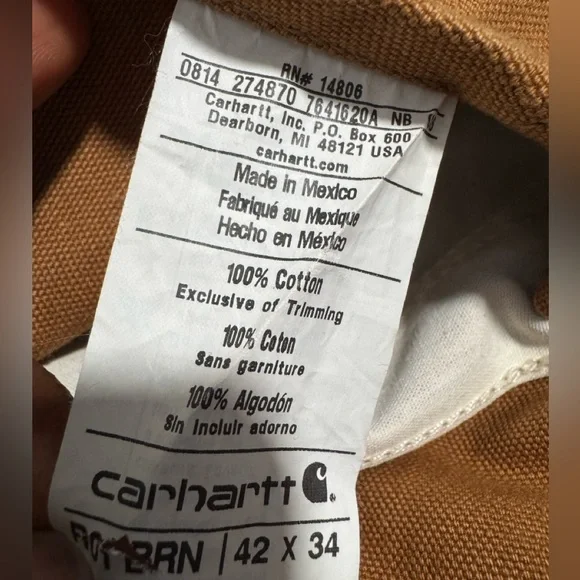 RN# 14806
0814 274870 7641620A NB
Carhartt, Inc. P.O. Box 600
Dearborn, MI 48121 USA
carhartt.com
Made in Mexico
Fabriqué au Mexique
Hecho en México
100% Cotton
Exclusive of Trimming
100% Coton
Sans garniture
100% Algodón
Sin Incluir adorno
carhartt
BRN 42 X 34